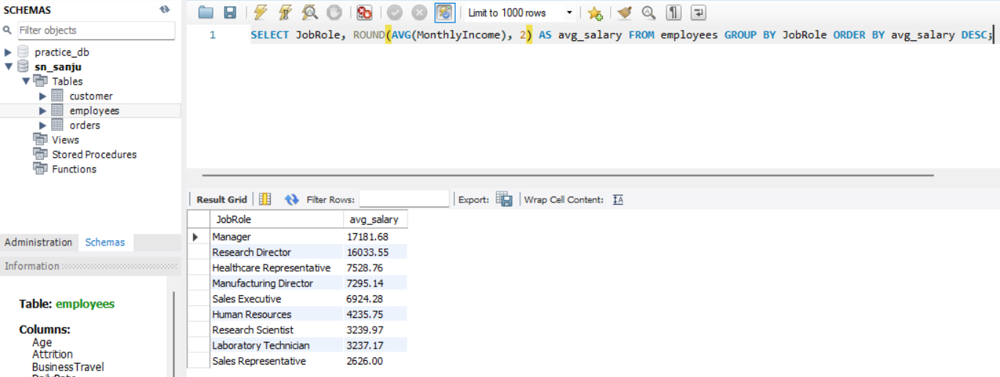 SCHEMAS
Filter objects
practice_db
sn_sanju
Tables
customer
employees
orders
Views
Stored Procedures
Functions
Administration Schemas
Information
Table: employees
Columns:
Age
Attrition
BusinessTravel
Limit to 1000 rows
1 SELECT JobRole, ROUND(AVG(MonthlyIncome), 2) AS avg_salary FROM employees GROUP BY JobRole ORDER BY avg_salary DESC;
Result Grid Filter Rows: Export: Wrap Cell Content: IA
JobRole avg_salary
Manager 17181.68
Research Director 16033.55
Healthcare Representative 7528.76
Manufacturing Director 7295.14
Sales Executive 6924.28
Human Resources 4235.75
Research Scientist 3239.97
Laboratory Technician 3237.17
Sales Representative 2626.00